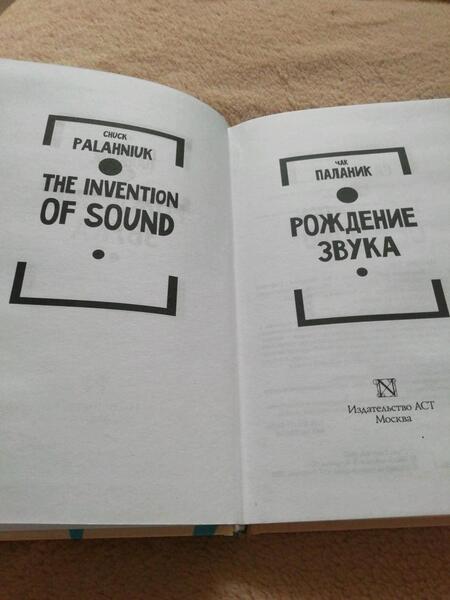 CHUCK
PALAHNIUK
THE INVENTION
OF SOUND
ЧАК
ПАЛАНИК
РОЖДЕНИЕ
ЗВУКА
N
Издательство АСТ
Москва